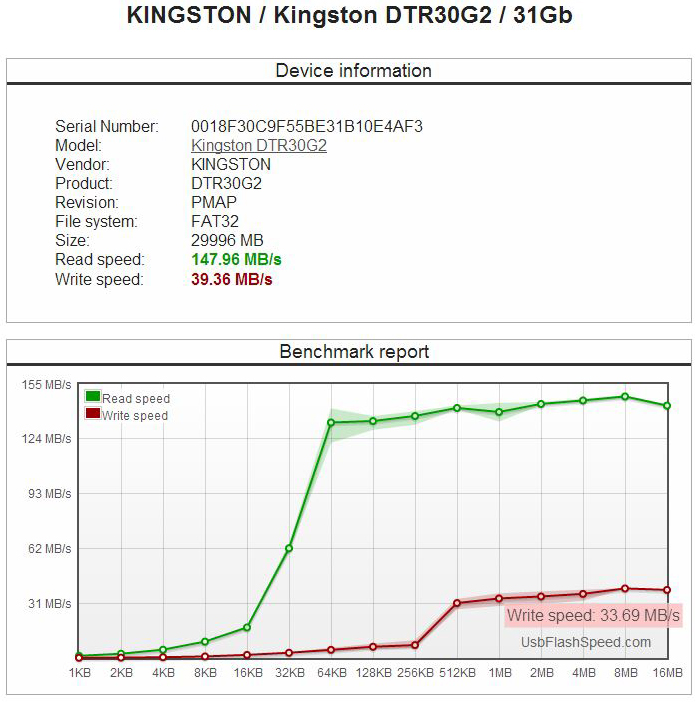 KINGSTON / Kingston DTR30G2 / 31Gb
Device information
Serial Number: 0018F30C9F55BE31B10E4AF3
Model: Kingston DTR30G2
Vendor: KINGSTON
Product: DTR30G2
Revision: PMAP
File system: FAT32
Size: 29996 MB
Read speed: 147.96 MB/s
Write speed: 39.36 MB/s
Benchmark report
155 MB/s
Read speed
Write speed
124 MB/s
93 MB/s
62 MB/s
31 MB/s
Write speed: 33.69 MB/s
UsbFlashSpeed.com
1KB 2KB 4KB 8KB 16KB 32KB 64KB 128KB 256KB 512KB 1MB 2MB 4MB 8MB 16MB